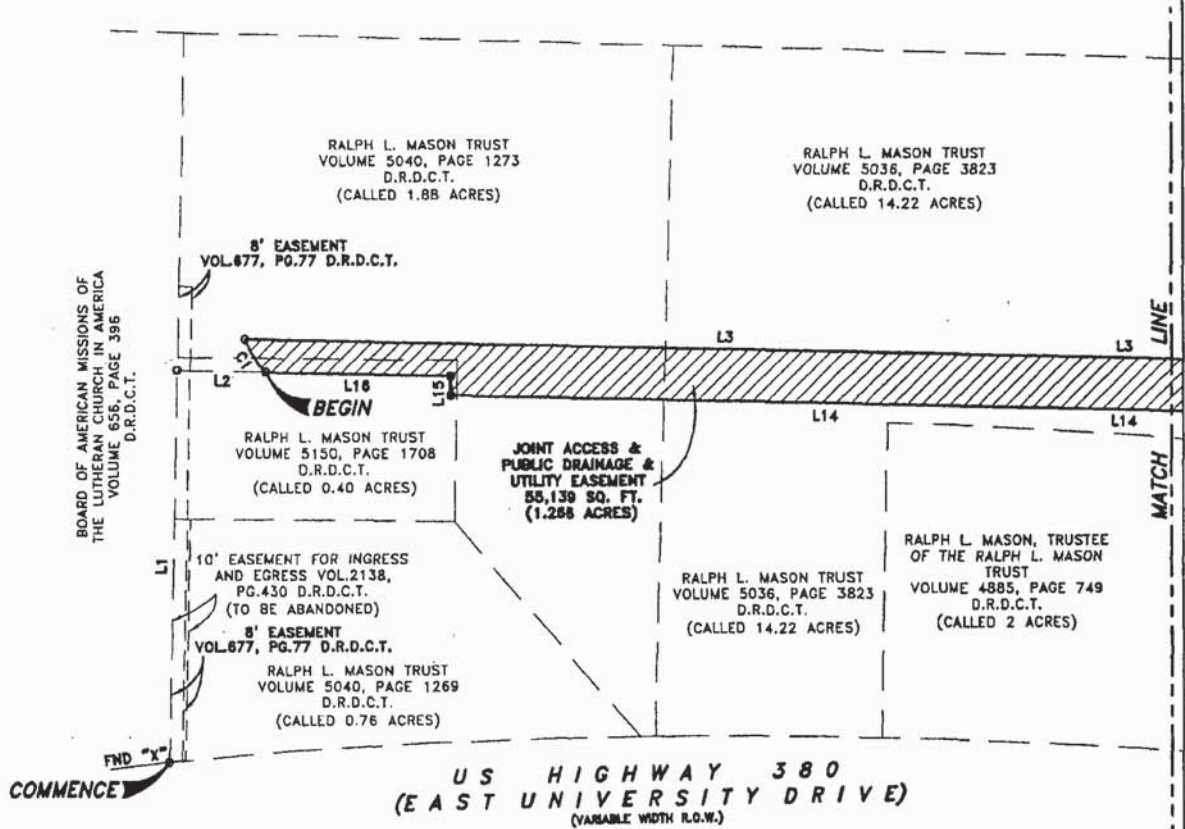 RALPH L. MASON TRUST
VOLUME 5040, PAGE 1273
D.R.D.C.T.
(CALLED 1.88 ACRES)
RALPH L. MASON TRUST
VOLUME 5036, PAGE 3823
D.R.D.C.T.
(CALLED 14.22 ACRES)
8' EASEMENT
VOL.677, PG.77 D.R.D.C.T.
BOARD OF AMERICAN MISSIONS OF
THE LUTHERAN CHURCH IN AMERICA
VOLUME 656, PAGE 396
D.R.D.C.T.
LINE
MATCH
L3
L3
C1
L2
L16
L15
BEGIN
L14
L14
RALPH L. MASON TRUST
VOLUME 5150, PAGE 1708
D.R.D.C.T.
(CALLED 0.40 ACRES)
JOINT ACCESS &
PUBLIC DRAINAGE &
UTILITY EASEMENT
55,139 SQ. FT.
(1.266 ACRES)
L1
10' EASEMENT FOR INGRESS
AND EGRESS VOL.2138,
PG.430 D.R.D.C.T.
(TO BE ABANDONED)
8' EASEMENT
VOL.677, PG.77 D.R.D.C.T.
RALPH L. MASON TRUST
VOLUME 5040, PAGE 1269
D.R.D.C.T.
(CALLED 0.76 ACRES)
RALPH L. MASON TRUST
VOLUME 5036, PAGE 3823
D.R.D.C.T.
(CALLED 14.22 ACRES)
RALPH L. MASON, TRUSTEE
OF THE RALPH L. MASON
TRUST
VOLUME 4885, PAGE 749
D.R.D.C.T.
(CALLED 2 ACRES)
FND "X"
COMMENCE
US HIGHWAY 380
(EAST UNIVERSITY DRIVE)
(VARIABLE WIDTH R.O.W.)